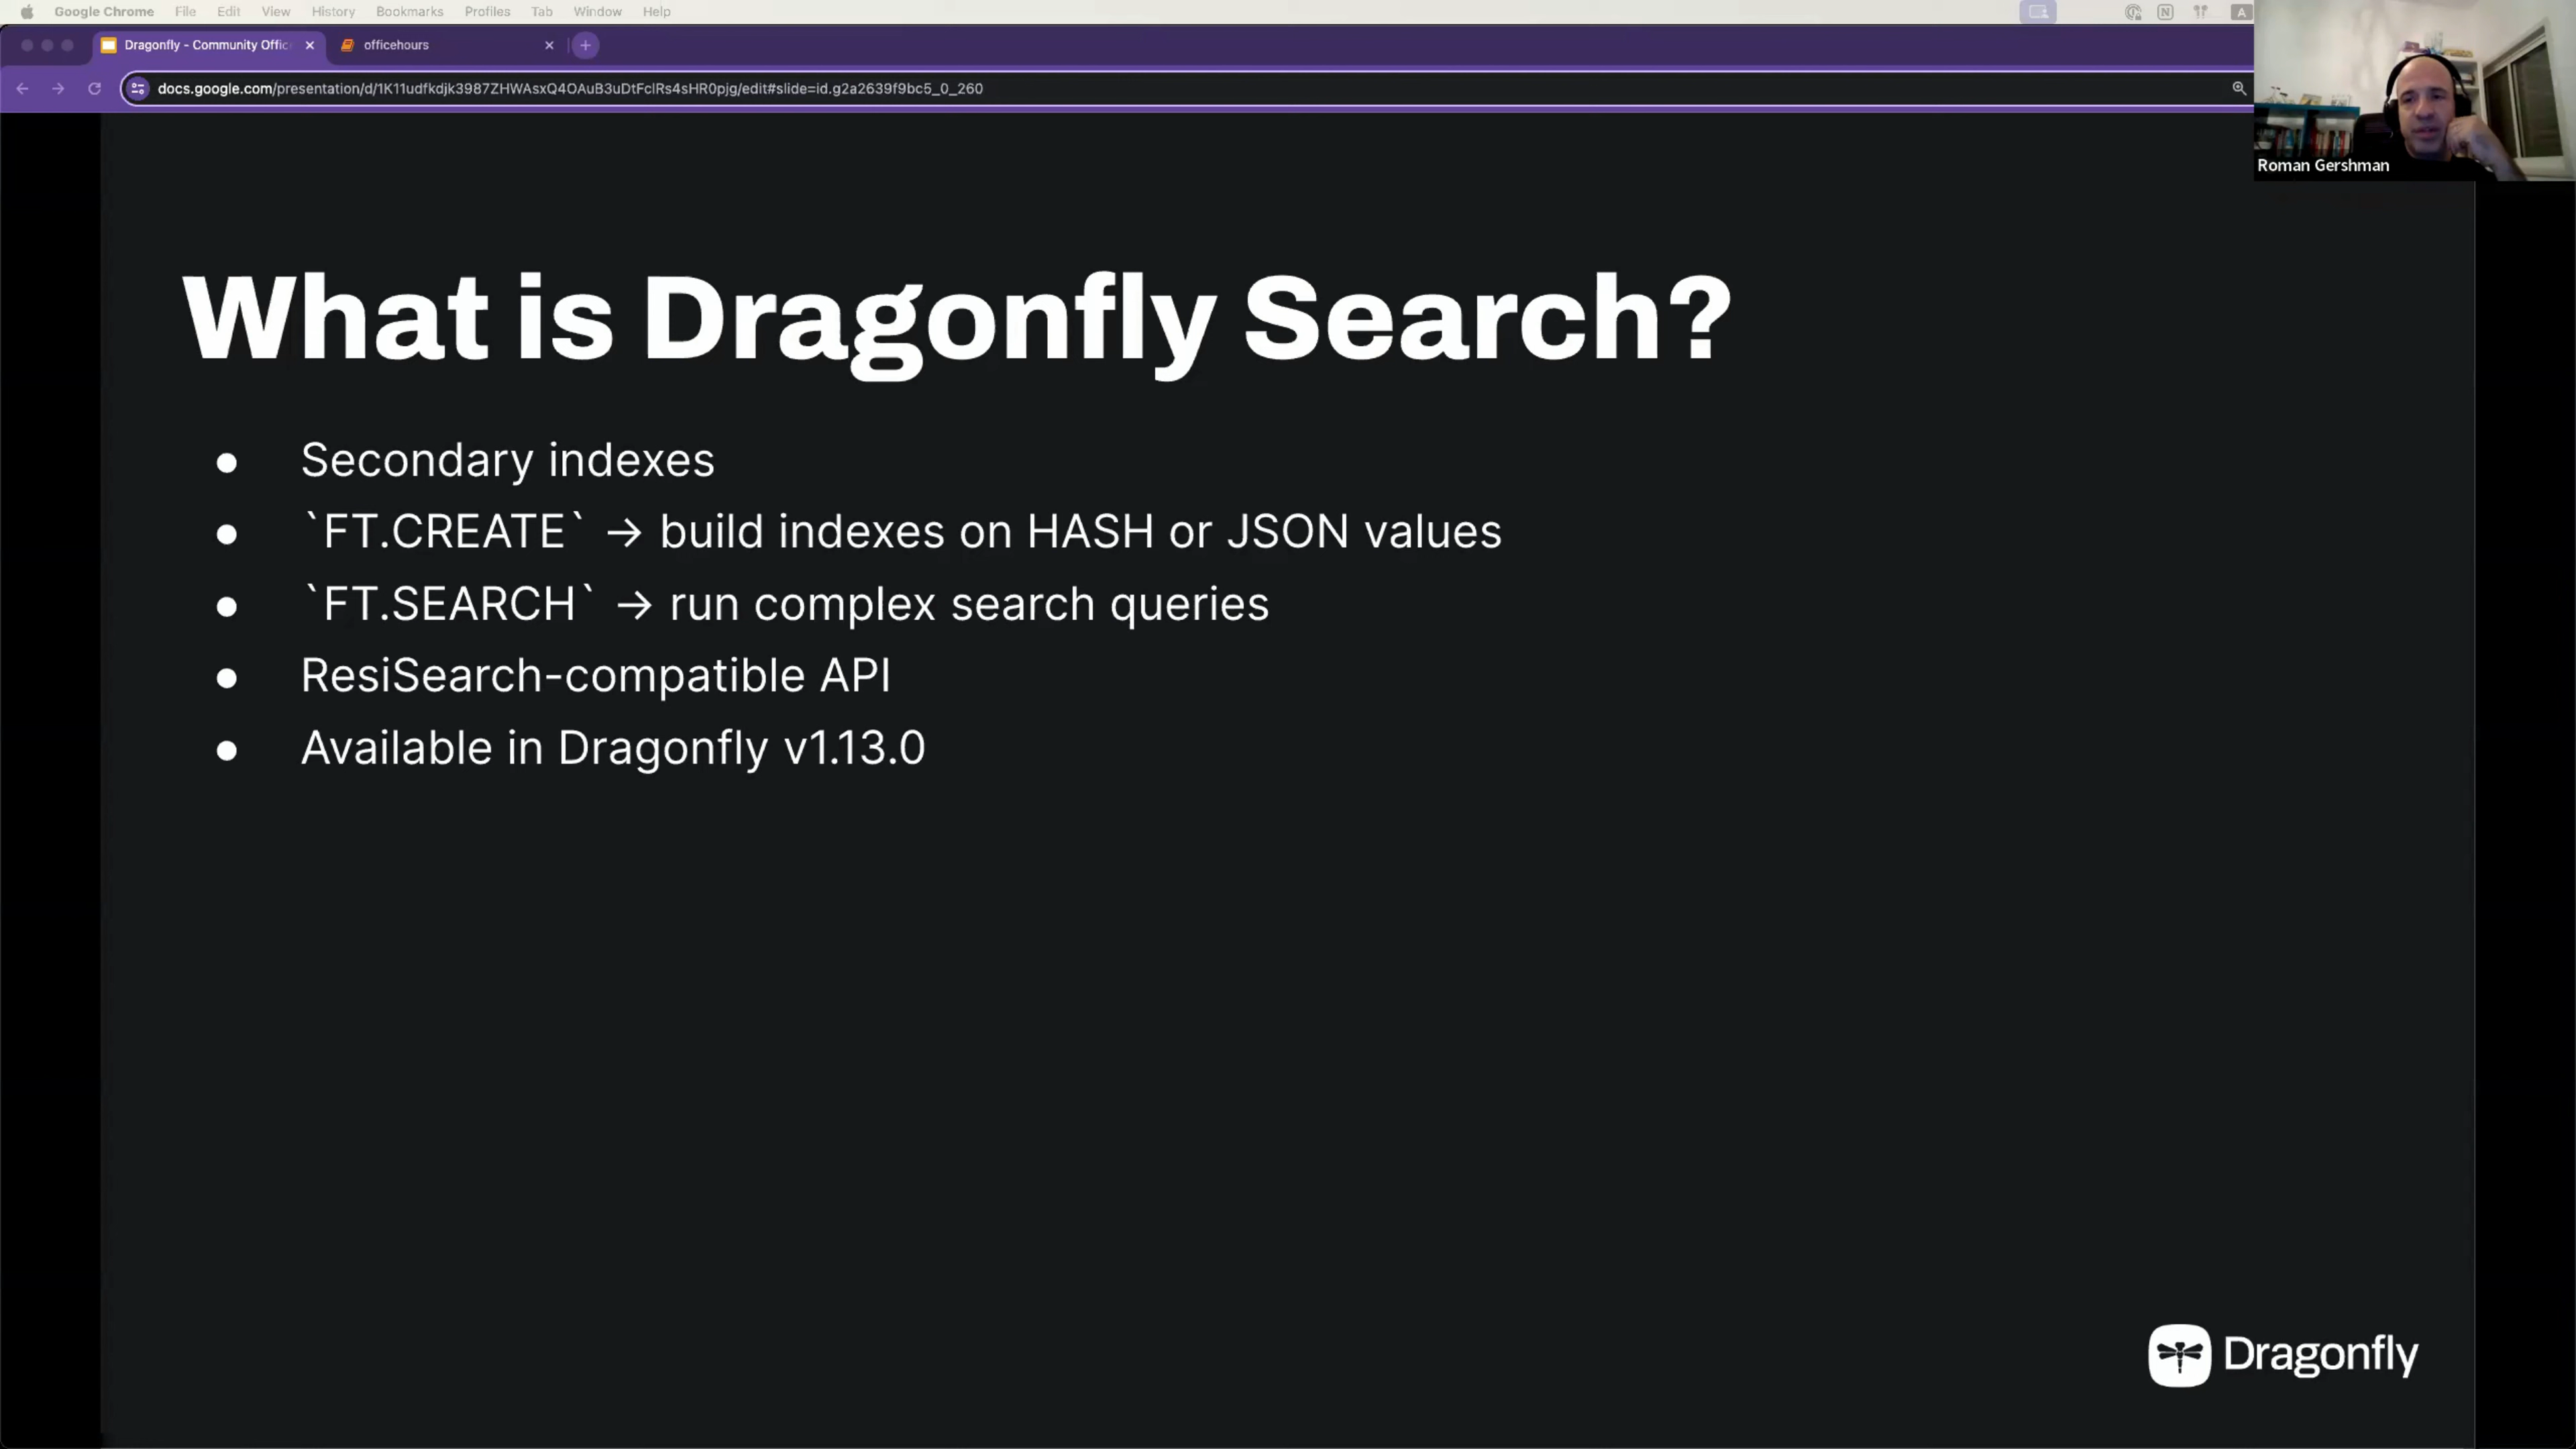 Google Chrome File Edit View History Bookmarks Profiles Tab Window Help
Dragonfly - Community Offic
officehours
docs.google.com/presentation/d/1K11udfkdjk3987ZHWAsxQ4OAuB3uDtFclRs4sHR0pjg/edit#slide=id.g2a2639f9bc5_0_260
Roman Gershman
What is Dragonfly Search?
● Secondary indexes
● `FT.CREATE` → build indexes on HASH or JSON values
● `FT.SEARCH` → run complex search queries
● ResiSearch-compatible API
● Available in Dragonfly v1.13.0
Dragonfly